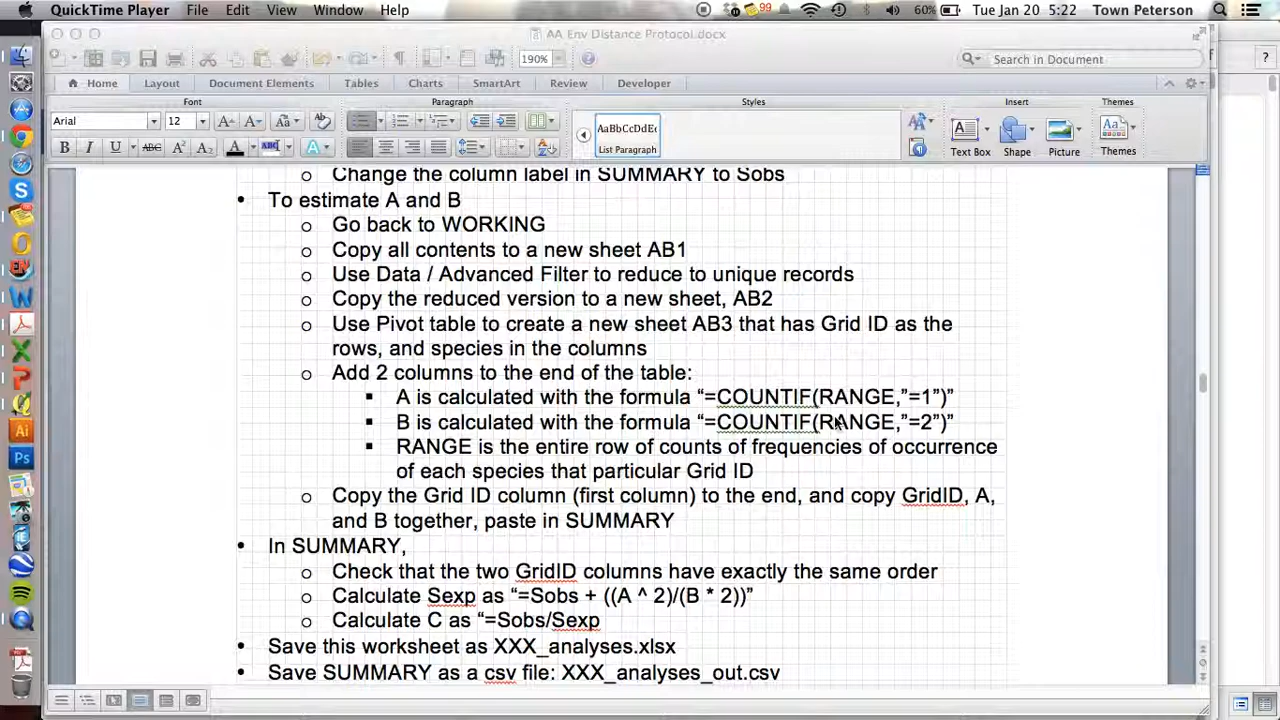 QuickTime Player File Edit View Window Help 99 60% Tue Jan 20 5:22 Town Peterson
AA Env Distance Protocol.docx
190% Search in Document
Home Layout Document Elements Tables Charts SmartArt Review Developer
Font Paragraph Styles Insert Themes
Arial 12 AaBbCcDdEe
List Paragraph Text Box Shape Picture Themes
o Change the column label in SUMMARY to Sobs
• To estimate A and B
o Go back to WORKING
o Copy all contents to a new sheet AB1
o Use Data / Advanced Filter to reduce to unique records
o Copy the reduced version to a new sheet, AB2
o Use Pivot table to create a new sheet AB3 that has Grid ID as the
rows, and species in the columns
o Add 2 columns to the end of the table:
▪ A is calculated with the formula “=COUNTIF(RANGE,”=1”)”
▪ B is calculated with the formula “=COUNTIF(RANGE,”=2”)”
▪ RANGE is the entire row of counts of frequencies of occurrence
of each species that particular Grid ID
o Copy the Grid ID column (first column) to the end, and copy GridID, A,
and B together, paste in SUMMARY
• In SUMMARY,
o Check that the two GridID columns have exactly the same order
o Calculate Sexp as “=Sobs + ((A ^ 2)/(B * 2))”
o Calculate C as “=Sobs/Sexp
• Save this worksheet as XXX_analyses.xlsx
• Save SUMMARY as a csv file: XXX_analyses_out.csv